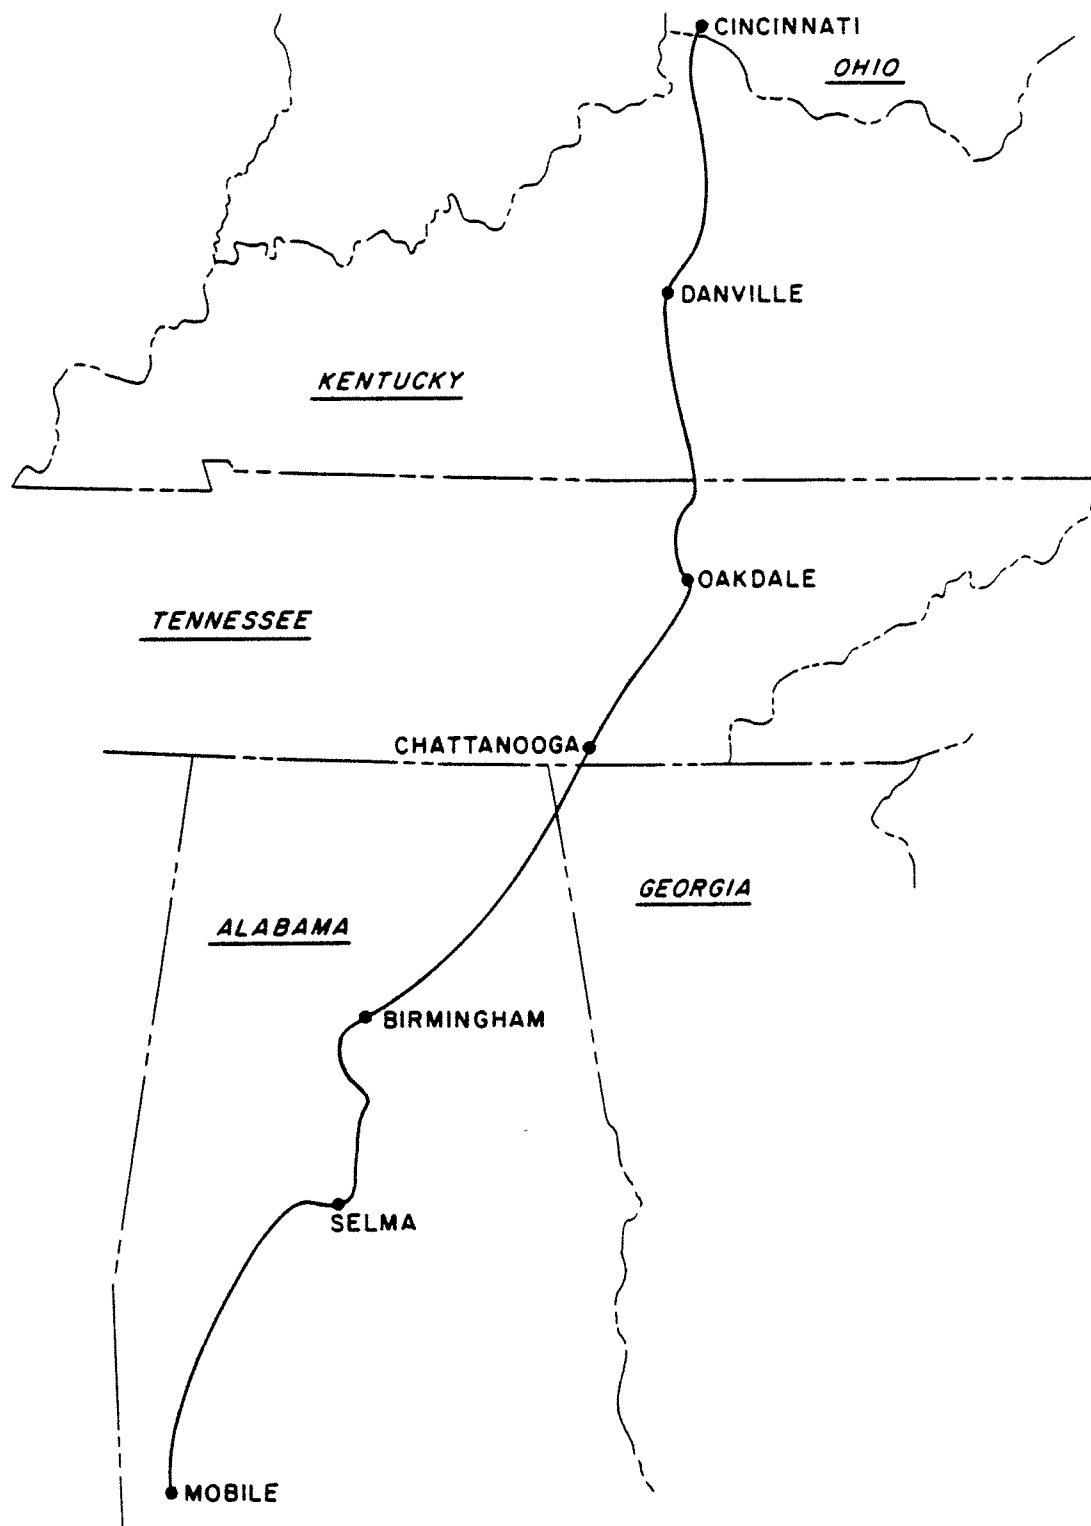 CINCINNATI
OHIO
DANVILLE
KENTUCKY
OAKDALE
TENNESSEE
CHATTANOOGA
GEORGIA
ALABAMA
BIRMINGHAM
SELMA
MOBILE